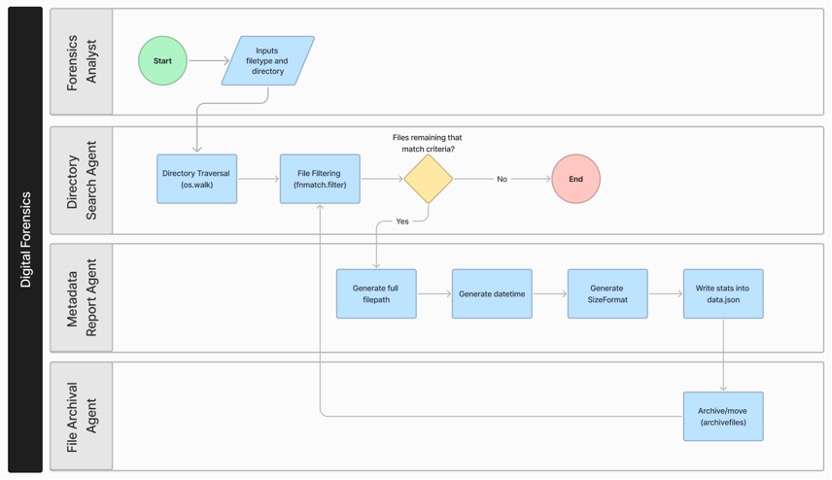 Digital Forensics
Forensics
Analyst
Start
Inputs
filetype and
directory
Directory
Search Agent
Directory Traversal
(os.walk)
File Filtering
(fnmatch.filter)
Files remaining that
match criteria?
No
End
Yes
Metadata
Report Agent
Generate full
filepath
Generate datetime
Generate
SizeFormat
Write stats into
data.json
File Archival
Agent
Archive/move
(archivefiles)